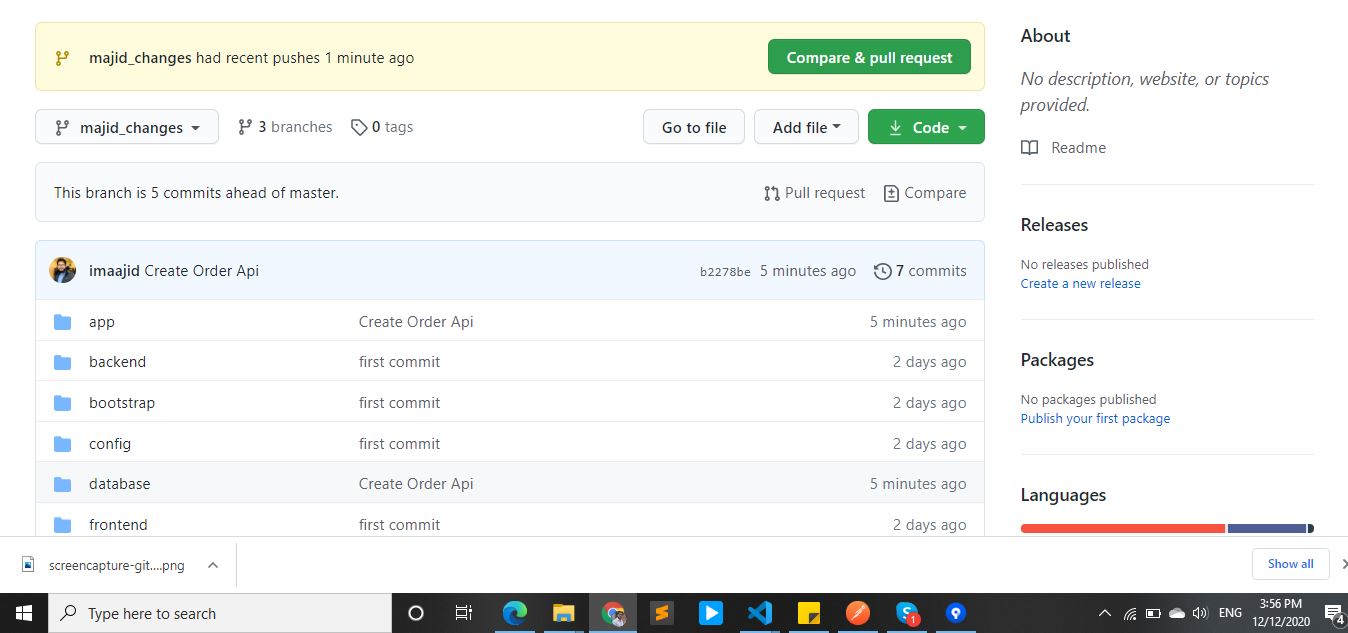 majid_changes had recent pushes 1 minute ago
Compare & pull request
majid_changes
3 branches
0 tags
Go to file
Add file
Code
This branch is 5 commits ahead of master.
Pull request
Compare
imaajid Create Order Api
b2278be 5 minutes ago
7 commits
app Create Order Api 5 minutes ago
backend first commit 2 days ago
bootstrap first commit 2 days ago
config first commit 2 days ago
database Create Order Api 5 minutes ago
frontend first commit 2 days ago
About
No description, website, or topics
provided.
Readme
Releases
No releases published
Create a new release
Packages
No packages published
Publish your first package
Languages
screencapture-git....png
Show all
Type here to search
1
ENG
3:56 PM
12/12/2020
4